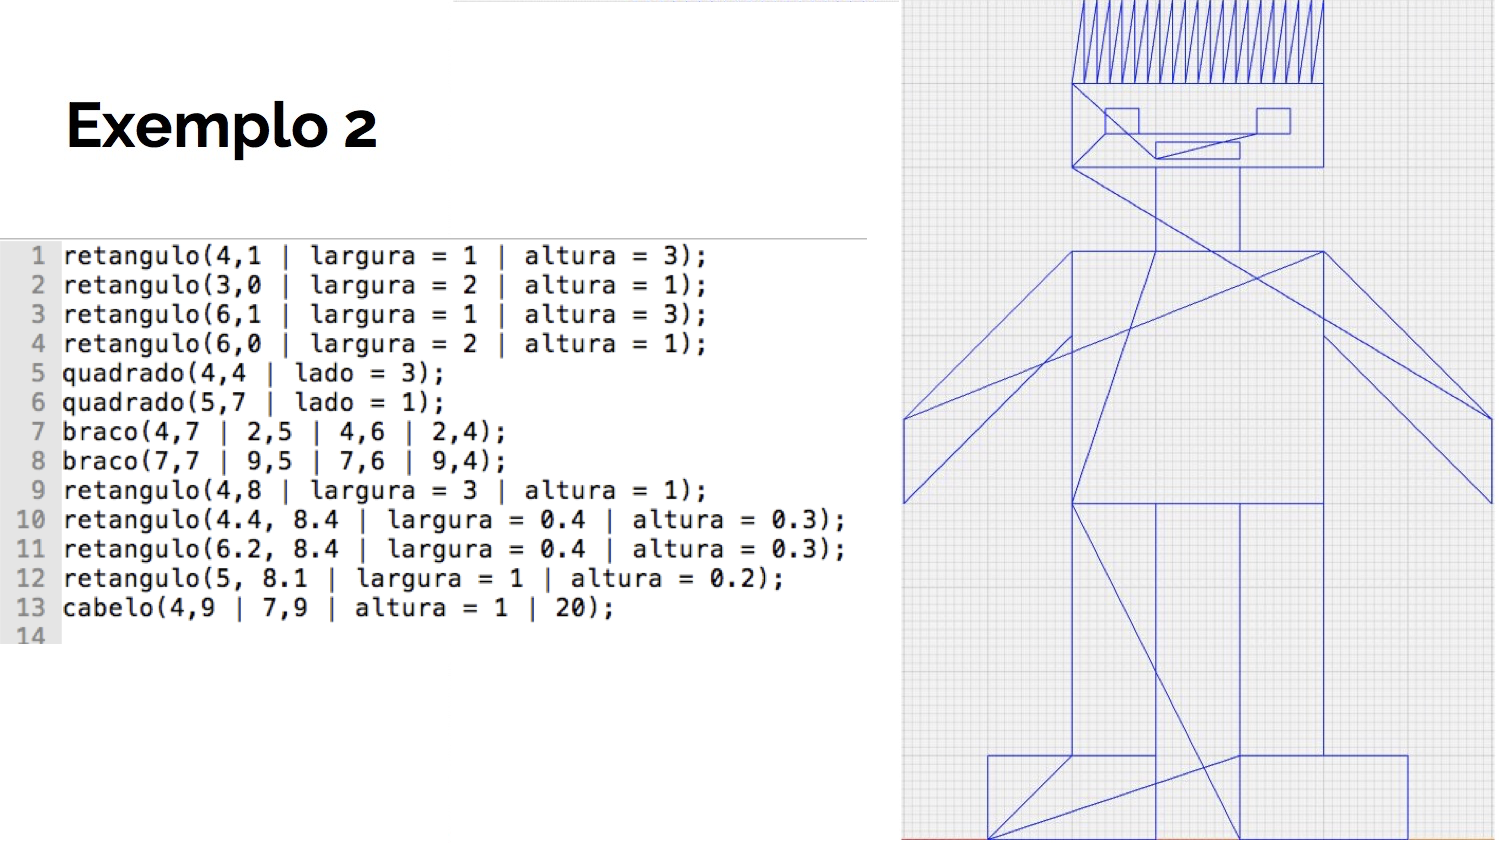 Exemplo 2
1 retangulo(4,1 | largura = 1 | altura = 3);
2 retangulo(3,0 | largura = 2 | altura = 1);
3 retangulo(6,1 | largura = 1 | altura = 3);
4 retangulo(6,0 | largura = 2 | altura = 1);
5 quadrado(4,4 | lado = 3);
6 quadrado(5,7 | lado = 1);
7 braco(4,7 | 2,5 | 4,6 | 2,4);
8 braco(7,7 | 9,5 | 7,6 | 9,4);
9 retangulo(4,8 | largura = 3 | altura = 1);
10 retangulo(4.4, 8.4 | largura = 0.4 | altura = 0.3);
11 retangulo(6.2, 8.4 | largura = 0.4 | altura = 0.3);
12 retangulo(5, 8.1 | largura = 1 | altura = 0.2);
13 cabelo(4,9 | 7,9 | altura = 1 | 20);
14